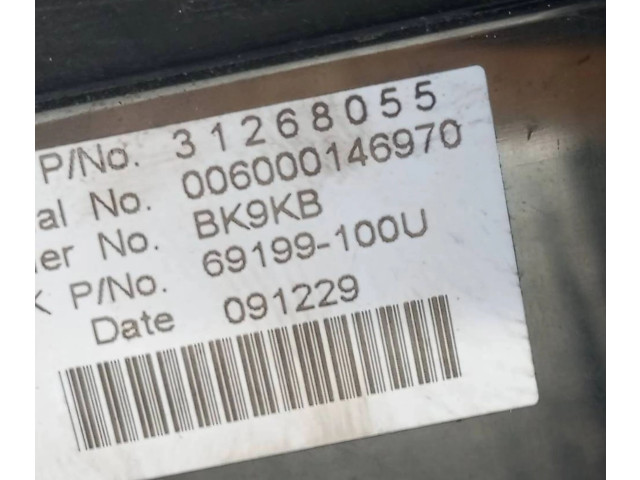 P/No. 31268055
al No. 006000146970
er No. BK9KB
P/No. 69199-100U
Date 091229